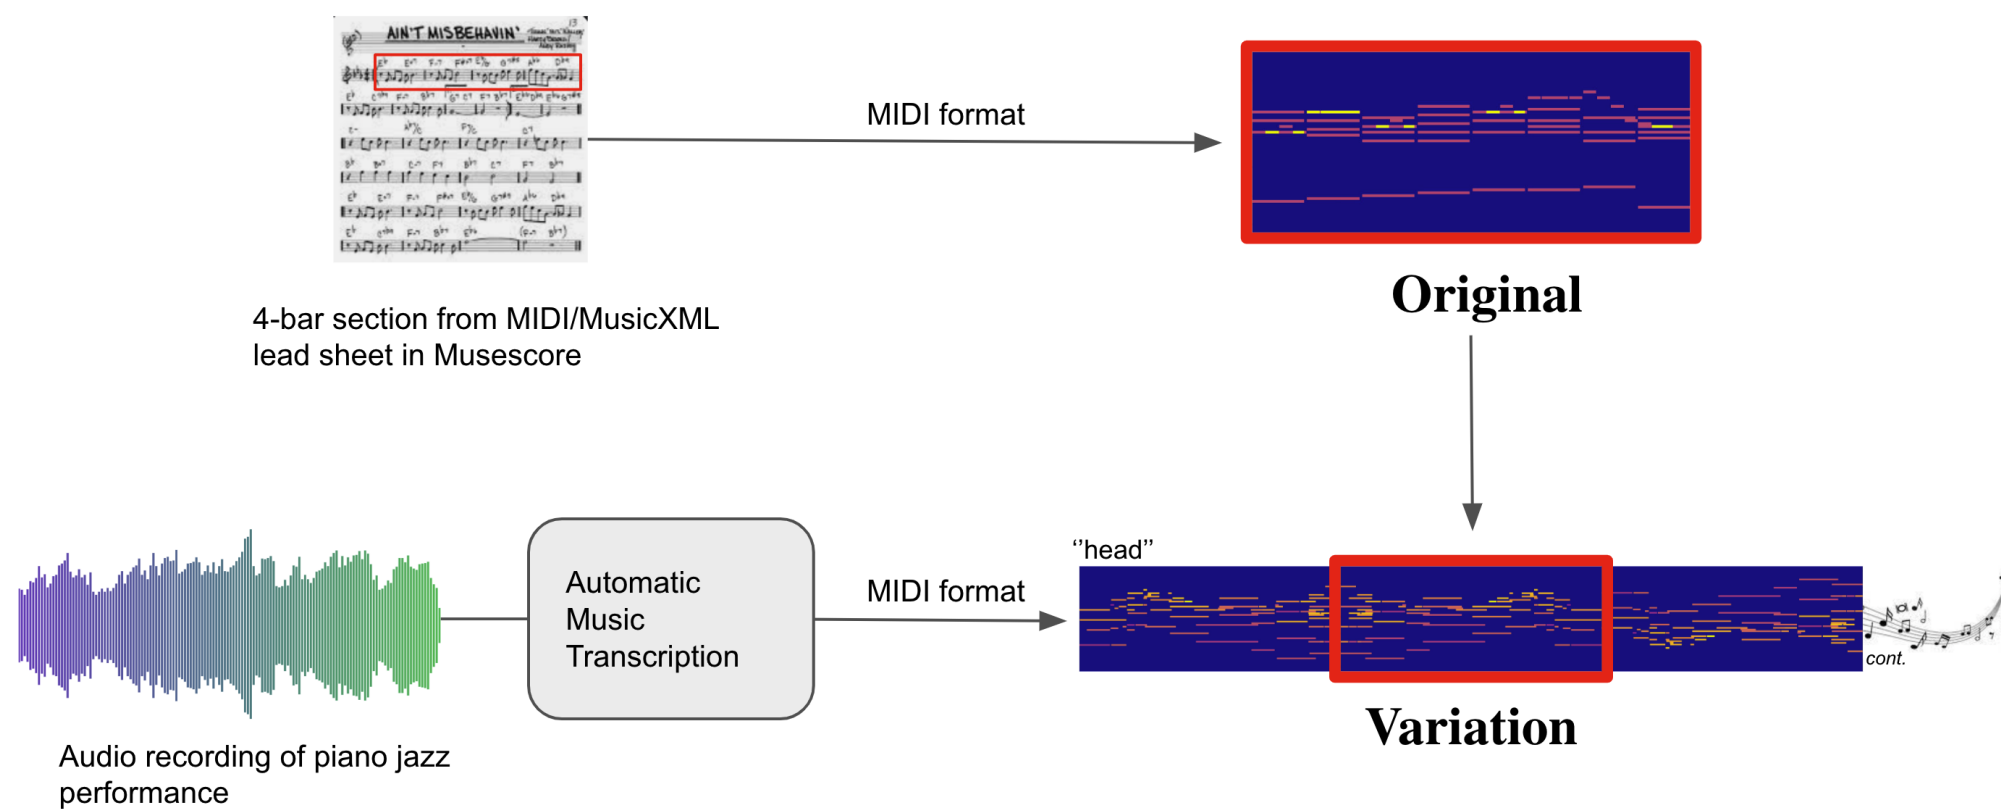 13
AIN'T MISBEHAVIN'
MIDI format
Original
4-bar section from MIDI/MusicXML
lead sheet in Musescore
‘’head’’
Automatic
Music
Transcription
MIDI format
cont.
Variation
Audio recording of piano jazz
performance